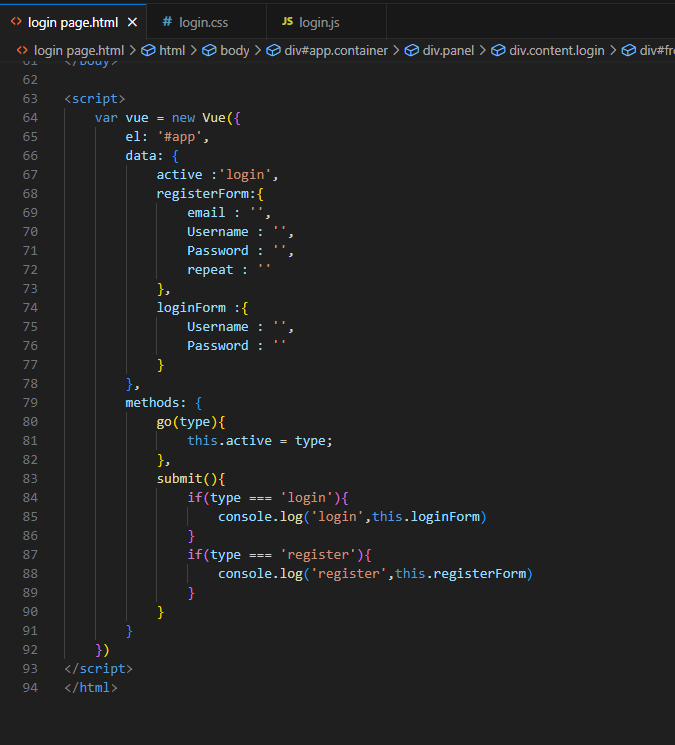 login page.html
login.css
JS login.js
login page.html > html > body > div#app.container > div.panel > div.content.login > div#fr
61 </body>
62
63 <script>
64     var vue = new Vue({
65         el: '#app',
66         data: {
67             active :'login',
68             registerForm:{
69                 email : '',
70                 Username : '',
71                 Password : '',
72                 repeat : ''
73             },
74             loginForm :{
75                 Username : '',
76                 Password : ''
77             }
78         },
79         methods: {
80             go(type){
81                 this.active = type;
82             },
83             submit(){
84                 if(type === 'login'){
85                     console.log('login',this.loginForm)
86                 }
87                 if(type === 'register'){
88                     console.log('register',this.registerForm)
89                 }
90             }
91         }
92     })
93 </script>
94 </html>